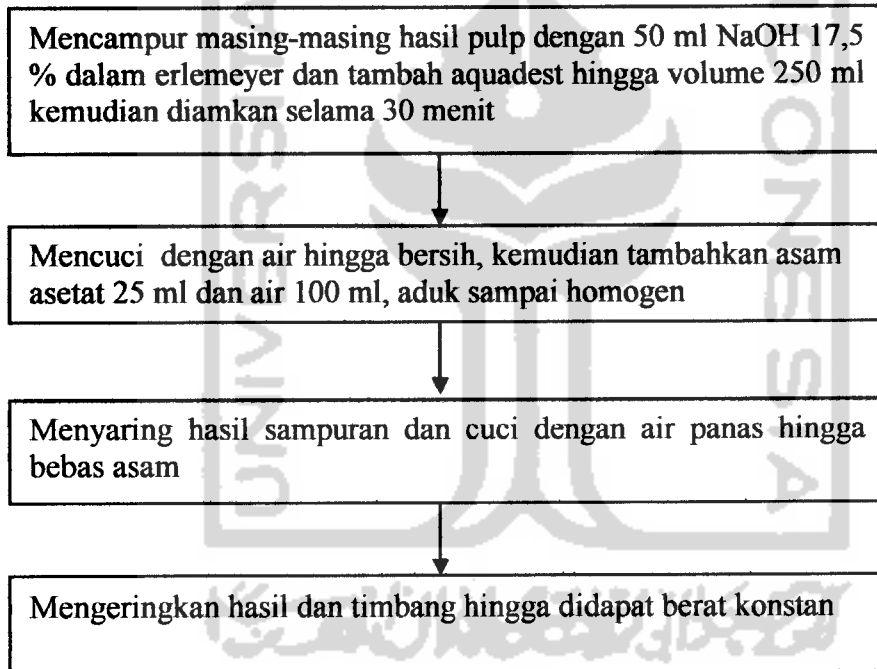 Mencampur masing-masing hasil pulp dengan 50 ml NaOH 17,5
% dalam erlemeyer dan tambah aquadest hingga volume 250 ml
kemudian diamkan selama 30 menit
Mencuci dengan air hingga bersih, kemudian tambahkan asam
asetat 25 ml dan air 100 ml, aduk sampai homogen
Menyaring hasil sampuran dan cuci dengan air panas hingga
bebas asam
Mengeringkan hasil dan timbang hingga didapat berat konstan